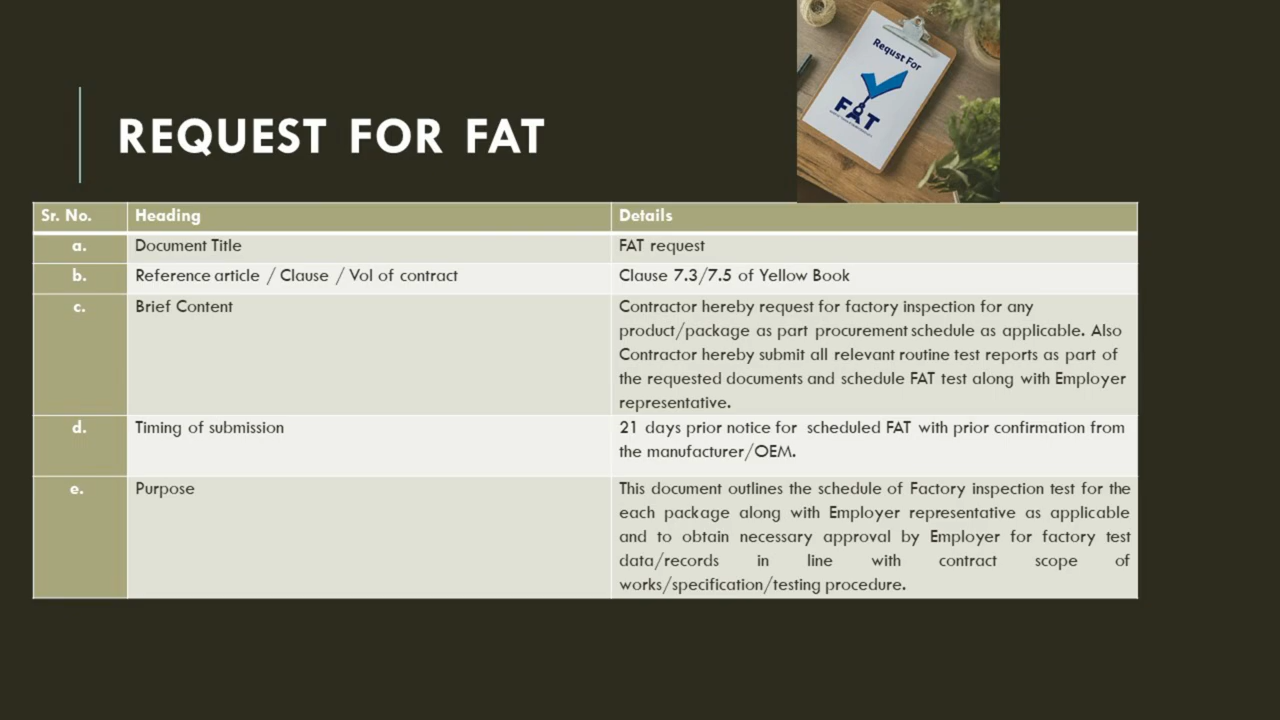 Requst For
FAT
REQUEST FOR FAT
Sr. No. Heading Details
a. Document Title FAT request
b. Reference article / Clause / Vol of contract Clause 7.3/7.5 of Yellow Book
c. Brief Content Contractor hereby request for factory inspection for any
product/package as part procurement schedule as applicable. Also
Contractor hereby submit all relevant routine test reports as part of
the requested documents and schedule FAT test along with Employer
representative.
d. Timing of submission 21 days prior notice for scheduled FAT with prior confirmation from
the manufacturer/OEM.
e. Purpose This document outlines the schedule of Factory inspection test for the
each package along with Employer representative as applicable
and to obtain necessary approval by Employer for factory test
data/records in line with contract scope of
works/specification/testing procedure.